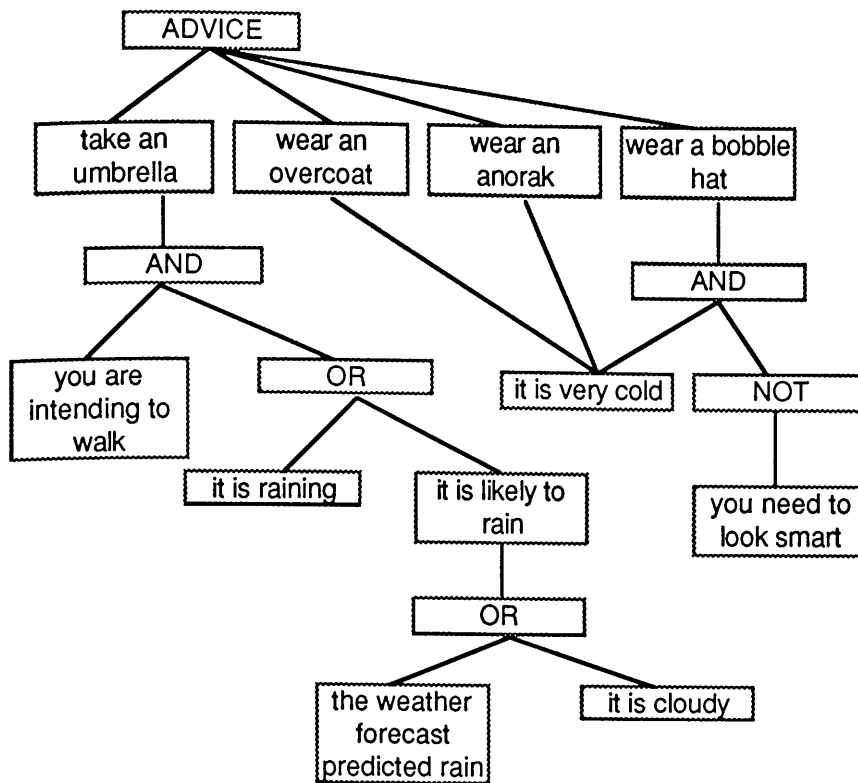 ADVICE
take an
umbrella
wear an
overcoat
wear an
anorak
wear a bobble
hat
AND
AND
you are
intending to
walk
OR
it is very cold
NOT
it is raining
it is likely to
rain
you need to
look smart
OR
the weather
forecast
predicted rain
it is cloudy